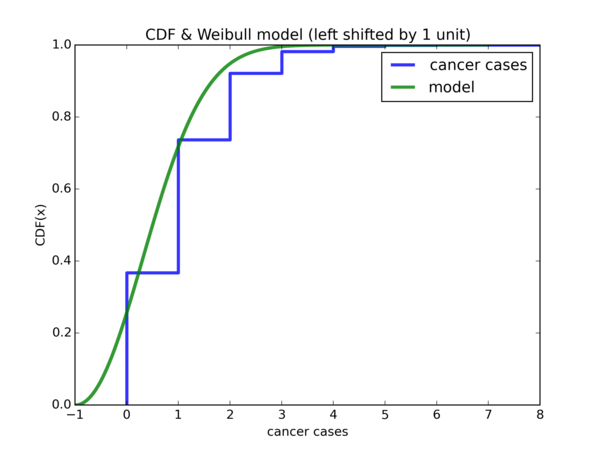 CDF & Weibull model (left shifted by 1 unit)
1.0
0.8
0.6
0.4
0.2
0.0
CDF(x)
cancer cases
model
−1 0 1 2 3 4 5 6 7 8
cancer cases